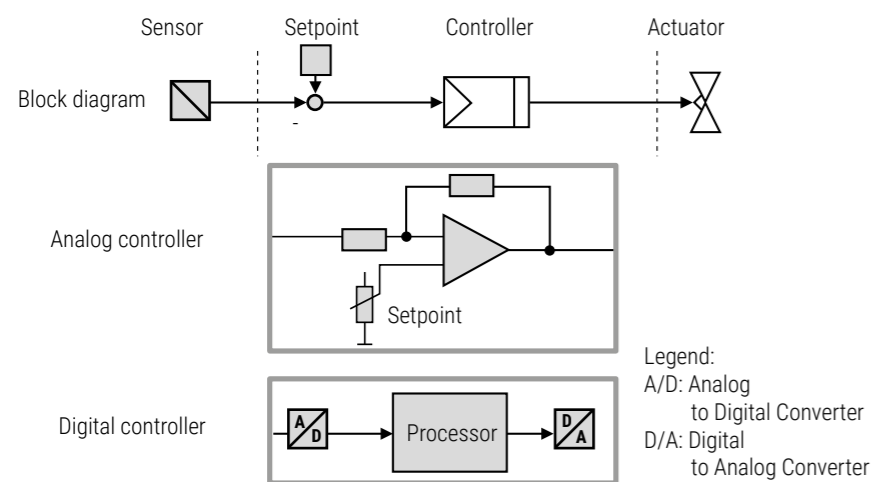 Sensor Setpoint Controller Actuator
Block diagram
-
Analog controller
Setpoint
Legend:
A/D: Analog
to Digital Converter
D/A: Digital
to Analog Converter
Digital controller
A/D Processor D/A